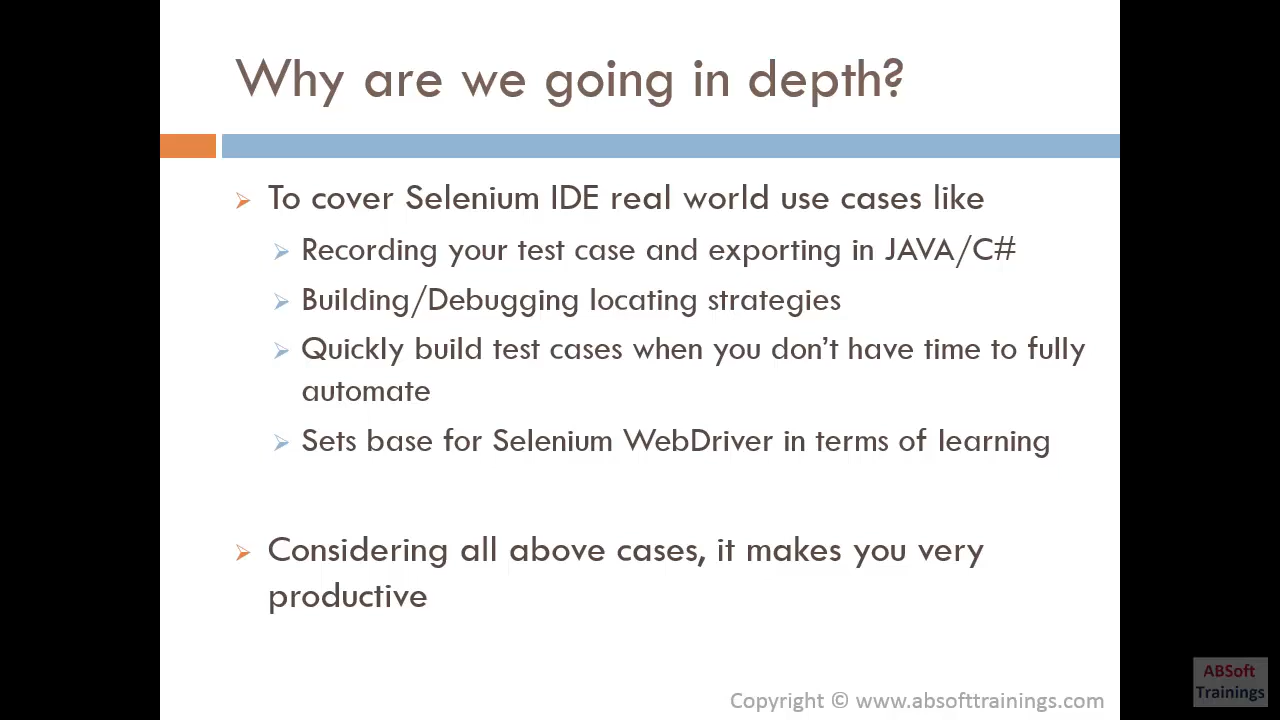 Why are we going in depth?
To cover Selenium IDE real world use cases like
Recording your test case and exporting in JAVA/C#
Building/Debugging locating strategies
Quickly build test cases when you don’t have time to fully
automate
Sets base for Selenium WebDriver in terms of learning
Considering all above cases, it makes you very
productive
Copyright © www.absofttrainings.com
ABSoft
Trainings